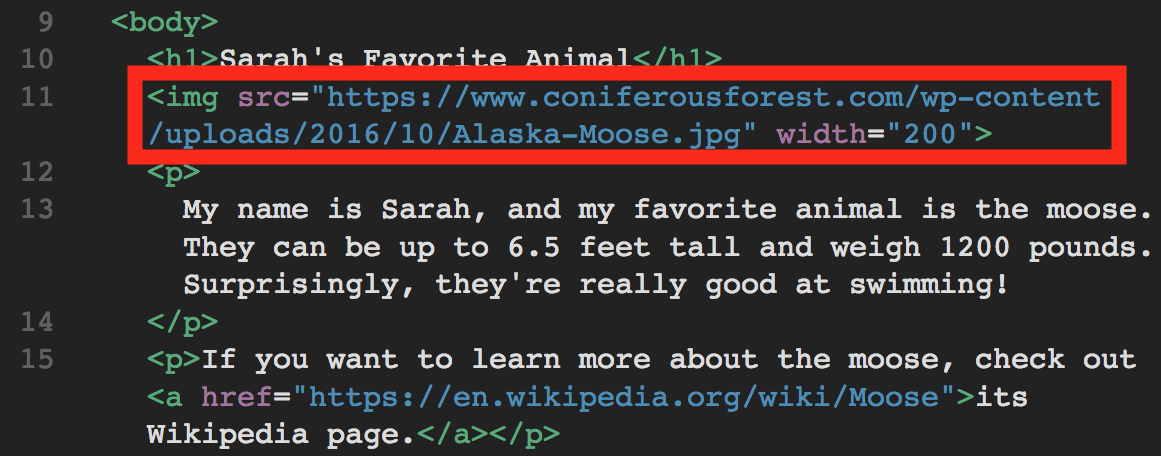 9 <body>
10 <h1>Sarah's Favorite Animal</h1>
11 <img src="https://www.coniferousforest.com/wp-content
/uploads/2016/10/Alaska-Moose.jpg" width="200">
12 <p>
13 My name is Sarah, and my favorite animal is the moose.
They can be up to 6.5 feet tall and weigh 1200 pounds.
Surprisingly, they're really good at swimming!
14 </p>
15 <p>If you want to learn more about the moose, check out
<a href="https://en.wikipedia.org/wiki/Moose">its
Wikipedia page.</a></p>